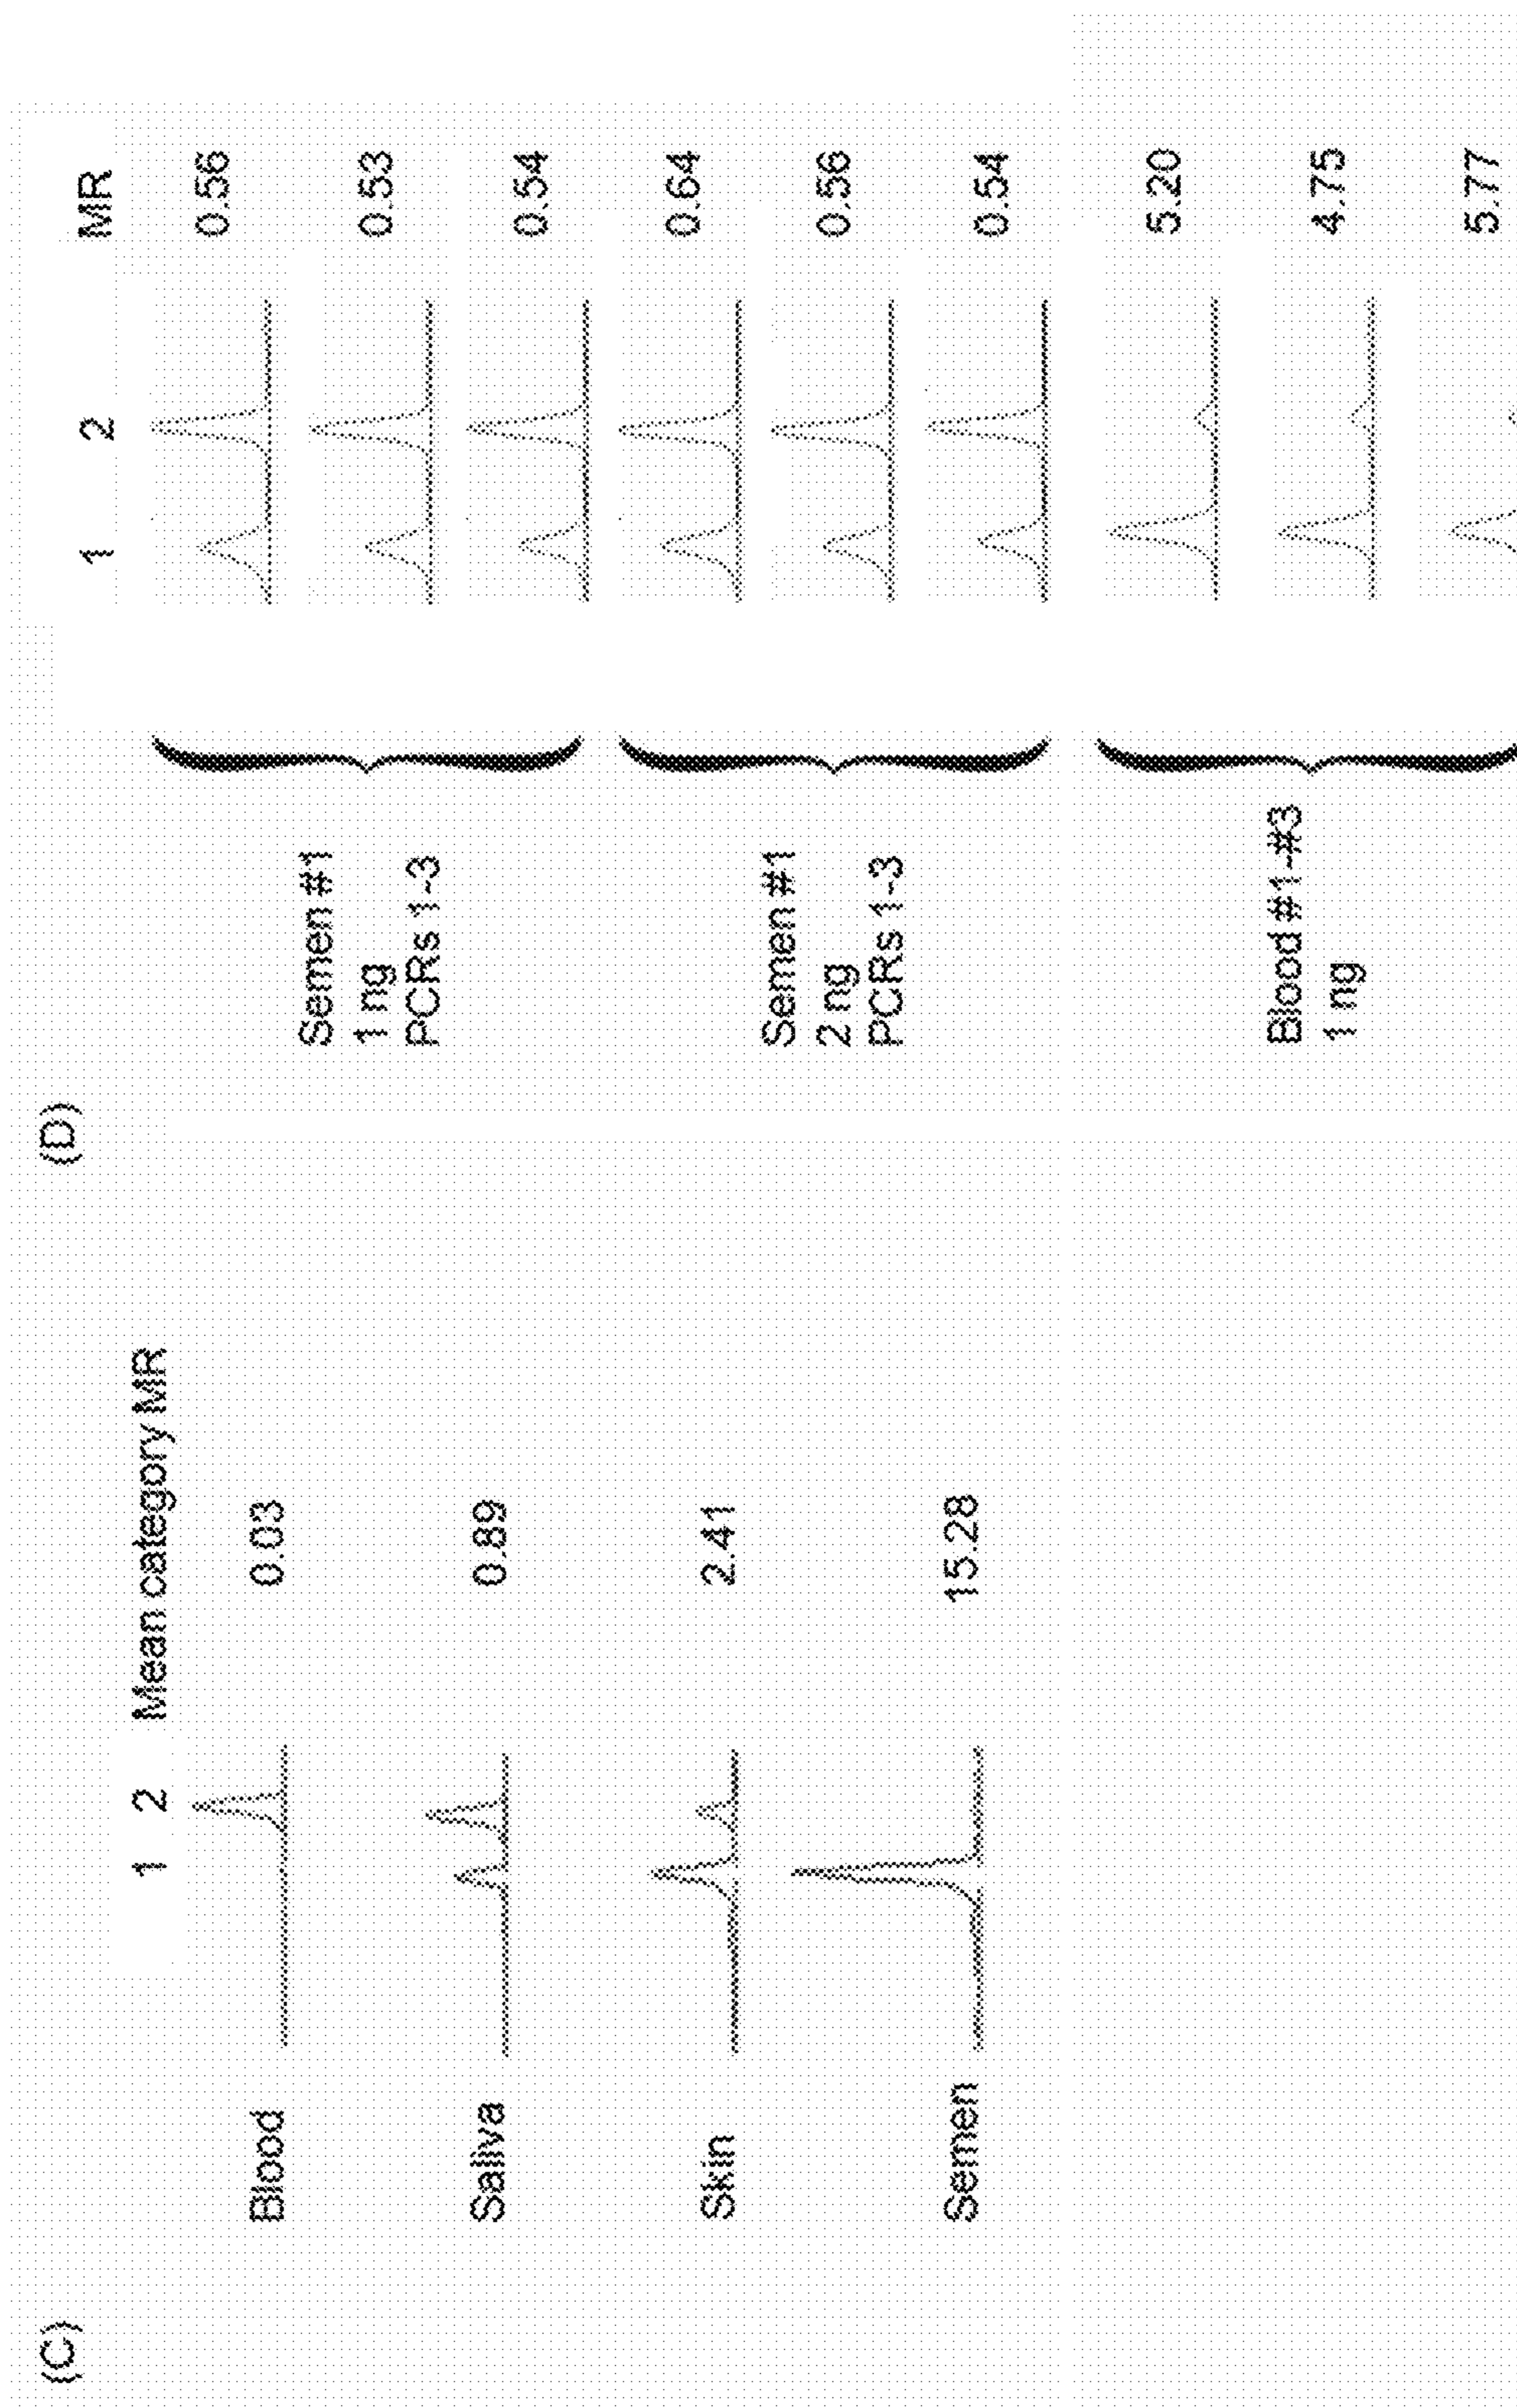 (C)
1 2 Mean category MR
Blood 0.03
Saliva 0.89
Skin 2.41
Semen 15.28
(D)
1 2 MR
0.56
0.53
0.54
Semen #1
1 ng
PCRs 1-3
0.64
0.56
0.54
Semen #1
2 ng
PCRs 1-3
5.20
4.75
5.77
Blood #1-#3
1 ng